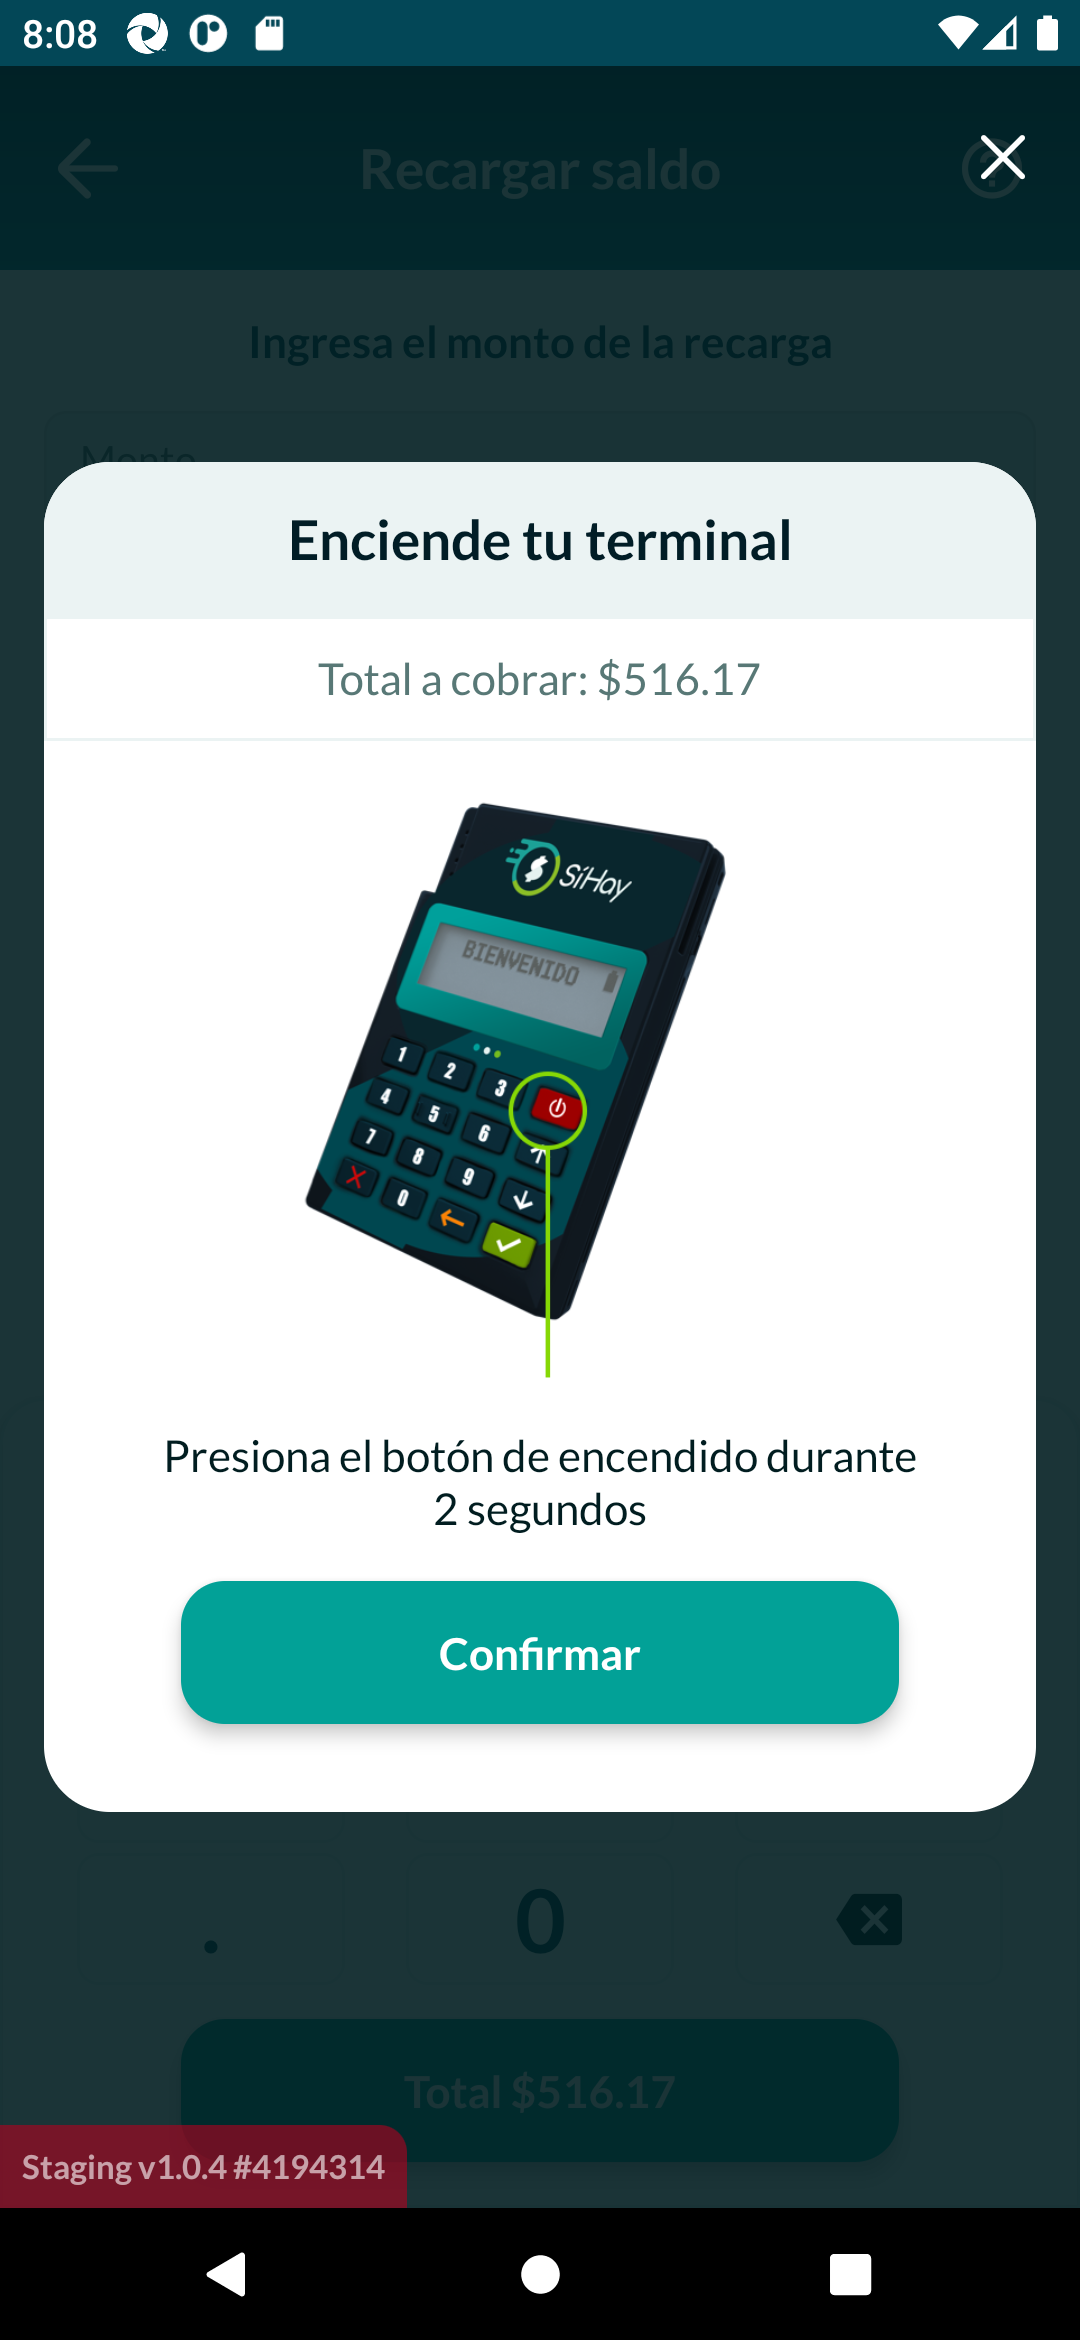 8:08
Recargar saldo
Ingresa el monto de la recarga
Monto
Enciende tu terminal
Total a cobrar: $516.17
SíHay
BIENVENIDO
1 2 3
4 5 6
7 8 9
0
Presiona el botón de encendido durante
2 segundos
Confirmar
. 0
Total $516.17
Staging v1.0.4 #4194314